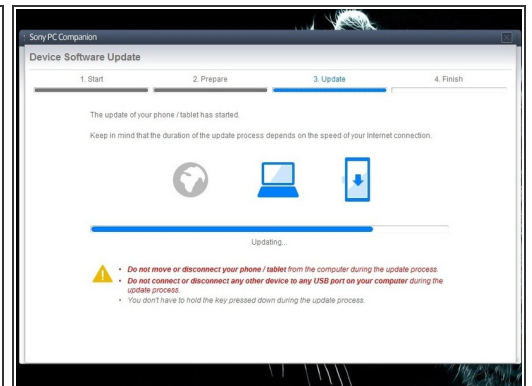 Sony PC Companion
Device Software Update
1. Start
2. Prepare
3. Update
4. Finish
The update of your phone / tablet has started.
Keep in mind that the duration of the update process depends on the speed of your Internet connection.
Updating...
• Do not move or disconnect your phone / tablet from the computer during the update process.
• Do not connect or disconnect any other device to any USB port on your computer during the
update process.
• You don't have to hold the key pressed down during the update process.